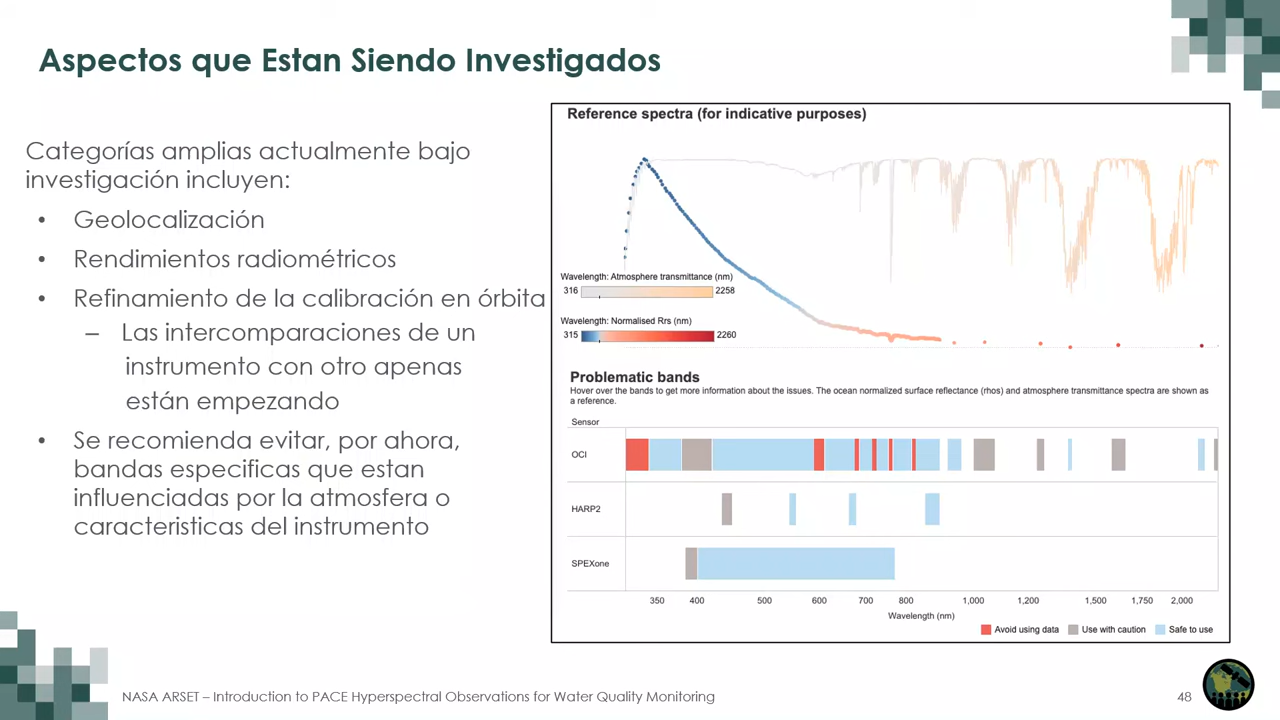 Aspectos que Estan Siendo Investigados
Categorías amplias actualmente bajo
investigación incluyen:
• Geolocalización
• Rendimientos radiométricos
• Refinamiento de la calibración en órbita
– Las intercomparaciones de un
instrumento con otro apenas
están empezando
• Se recomienda evitar, por ahora,
bandas especificas que estan
influenciadas por la atmosfera o
caracteristicas del instrumento
Reference spectra (for indicative purposes)
Wavelength: Atmosphere transmittance (nm)
316 2258
Wavelength: Normalised Rrs (nm)
315 2260
Problematic bands
Hover over the bands to get more information about the issues. The ocean normalized surface reflectance (rhos) and atmosphere transmittance spectra are shown as
a reference.
Sensor
OCI
HARP2
SPEXone
350 400 500 600 700 800 1,000 1,200 1,500 1,750 2,000
Wavelength (nm)
Avoid using data Use with caution Safe to use
NASA ARSET – Introduction to PACE Hyperspectral Observations for Water Quality Monitoring
48